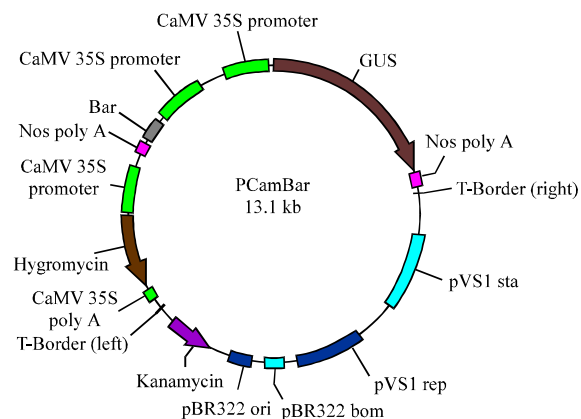 CaMV 35S promoter
GUS
CaMV 35S promoter
Bar
Nos poly A
CaMV 35S
promoter
PCamBar
13.1 kb
Nos poly A
T-Border (right)
Hygromycin
pVS1 sta
CaMV 35S
poly A
T-Border (left)
Kanamycin
pBR322 ori
pBR322 bom
pVS1 rep